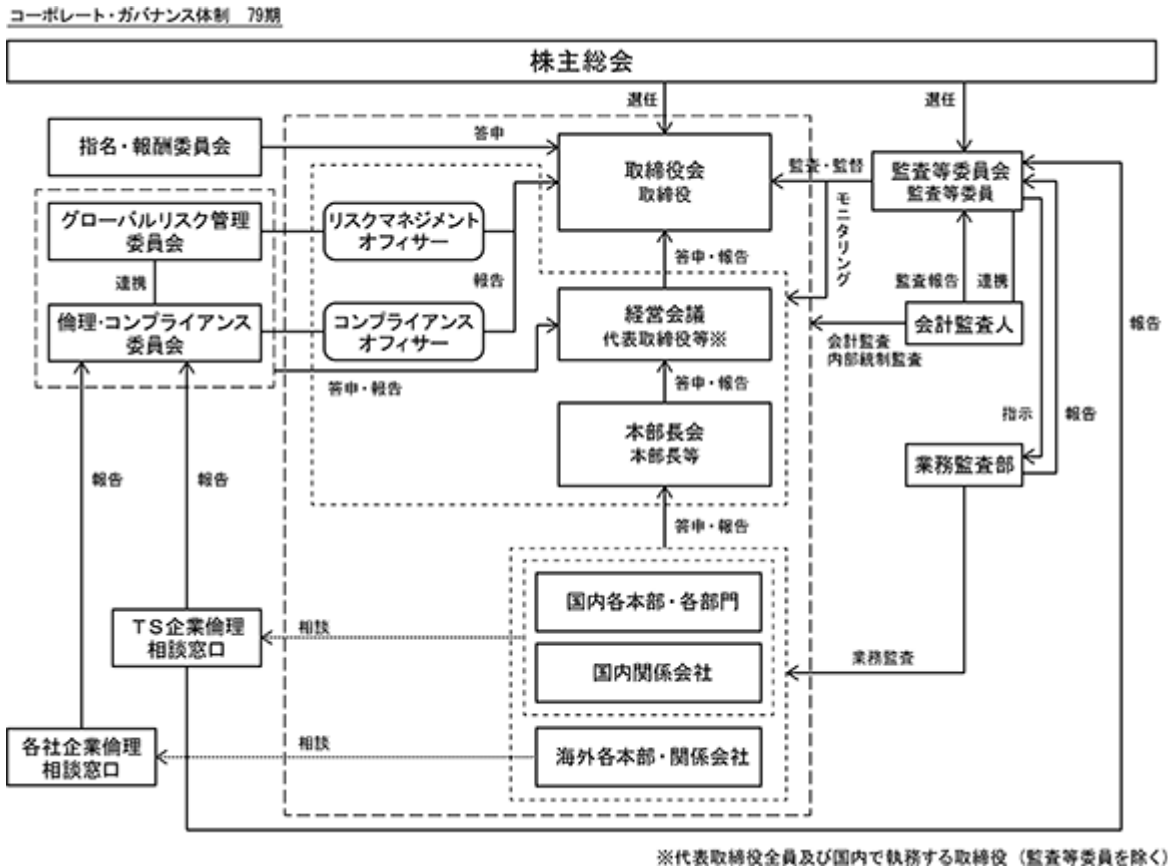 コーポレート・ガバナンス体制　79期
株主総会
選任
選任
指名・報酬委員会
答申
取締役会
取締役
監査・監督
監査等委員会
監査等委員
グローバルリスク管理
委員会
リスクマネジメント
オフィサー
モニタリング
連携
報告
答申・報告
監査報告
連携
倫理・コンプライアンス
委員会
コンプライアンス
オフィサー
経営会議
代表取締役等※
会計監査人
会計監査
内部統制監査
報告
答申・報告
答申・報告
本部長会
本部長等
指示
報告
業務監査部
報告
報告
答申・報告
国内各本部・各部門
TS企業倫理
相談窓口
相談
国内関係会社
業務監査
各社企業倫理
相談窓口
相談
海外各本部・関係会社
※代表取締役全員及び国内で執務する取締役（監査等委員を除く）